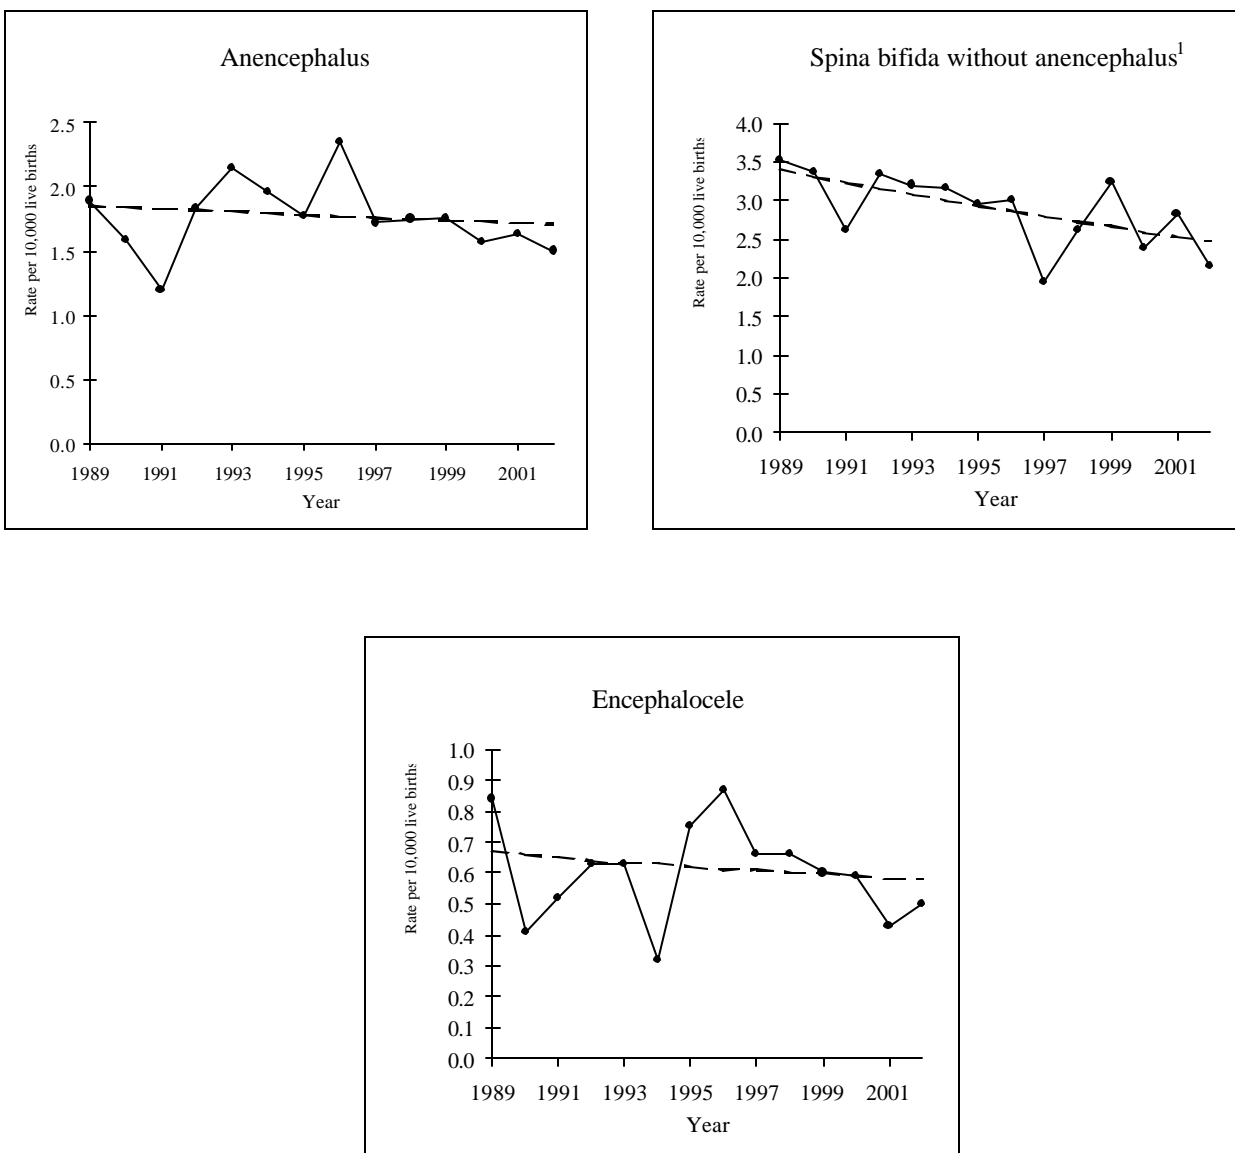 Anencephalus
Rate per 10,000 live births
2.5
2.0
1.5
1.0
0.5
0.0
1989 1991 1993 1995 1997 1999 2001
Year
Spina bifida without anencephalus¹
Rate per 10,000 live births
4.0
3.5
3.0
2.5
2.0
1.5
1.0
0.5
0.0
1989 1991 1993 1995 1997 1999 2001
Year
Encephalocele
Rate per 10,000 live births
1.0
0.9
0.8
0.7
0.6
0.5
0.4
0.3
0.2
0.1
0.0
1989 1991 1993 1995 1997 1999 2001
Year